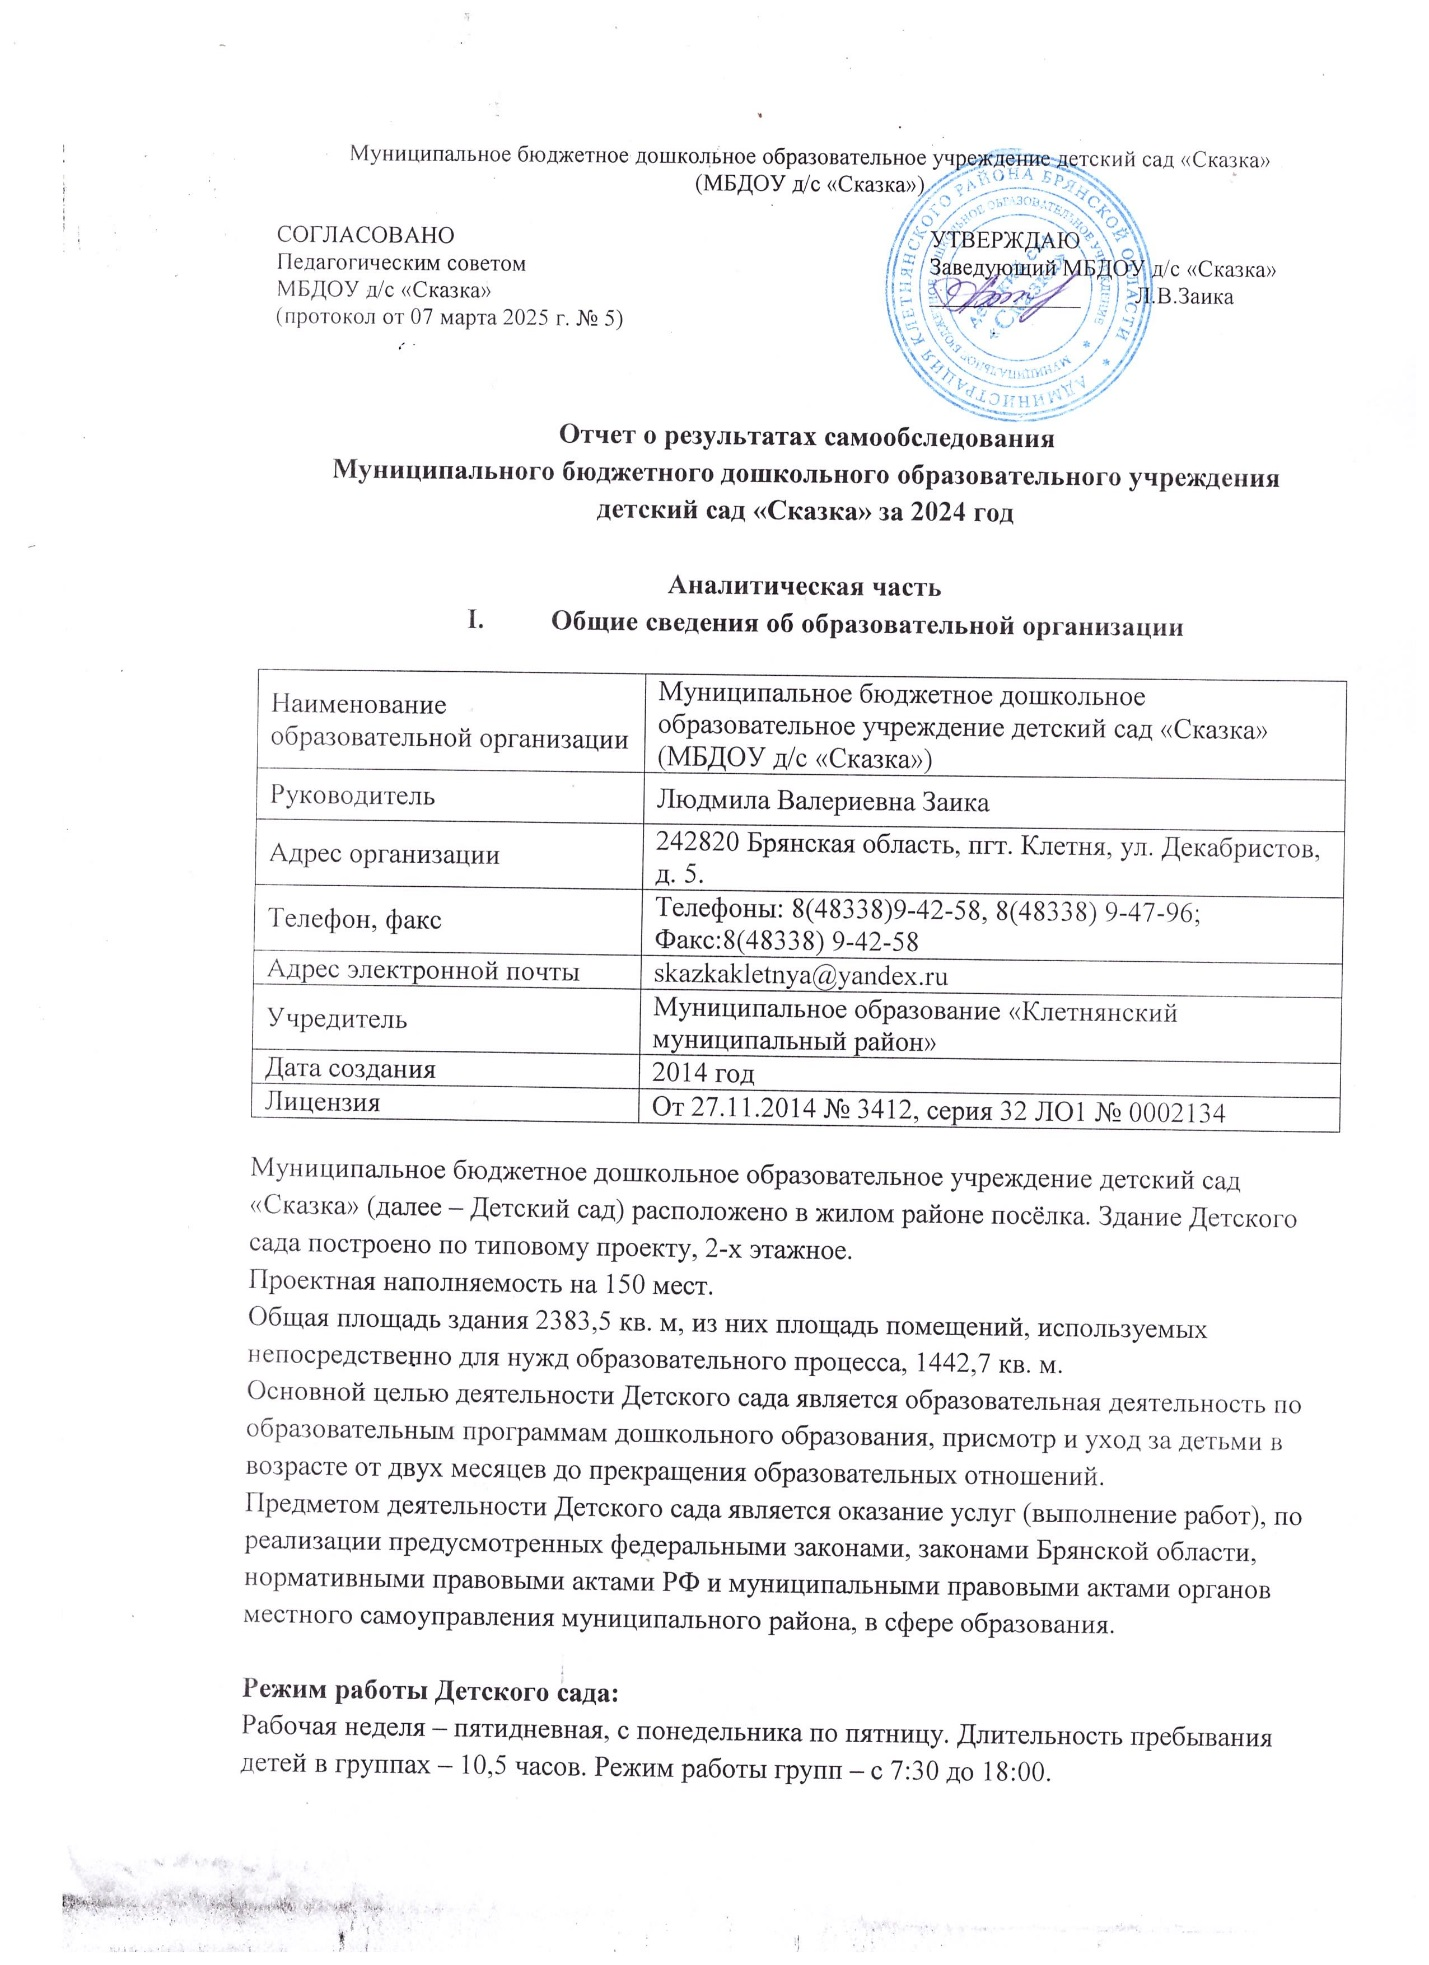 Муниципальное бюджетное дошкольное образовательное учреждение детский сад «Сказка»
(МБДОУ д/с «Сказка»)
СОГЛАСОВАНО
Педагогическим советом
МБДОУ д/с «Сказка»
(протокол от 07 марта 2025 г. № 5)
УТВЕРЖДАЮ
Заведующий МБДОУ д/с «Сказка»
Л.В.Заика
АДМИНИСТРАЦИЯ КЛЕТНЯНСКОГО РАЙОНА БРЯНСКОЙ ОБЛАСТИ
МУНИЦИПАЛЬНОЕ БЮДЖЕТНОЕ ДОШКОЛЬНОЕ ОБРАЗОВАТЕЛЬНОЕ УЧРЕЖДЕНИЕ
детский сад
«Сказка»
Отчет о результатах самообследования
Муниципального бюджетного дошкольного образовательного учреждения
детский сад «Сказка» за 2024 год
Аналитическая часть
I. Общие сведения об образовательной организации
Наименование
образовательной организации
Муниципальное бюджетное дошкольное
образовательное учреждение детский сад «Сказка»
(МБДОУ д/с «Сказка»)
Руководитель
Людмила Валериевна Заика
Адрес организации
242820 Брянская область, пгт. Клетня, ул. Декабристов,
д. 5.
Телефон, факс
Телефоны: 8(48338)9-42-58, 8(48338) 9-47-96;
Факс:8(48338) 9-42-58
Адрес электронной почты
skazkakletnya@yandex.ru
Учредитель
Муниципальное образование «Клетнянский
муниципальный район»
Дата создания
2014 год
Лицензия
От 27.11.2014 № 3412, серия 32 ЛО1 № 0002134
Муниципальное бюджетное дошкольное образовательное учреждение детский сад
«Сказка» (далее – Детский сад) расположено в жилом районе посёлка. Здание Детского
сада построено по типовому проекту, 2-х этажное.
Проектная наполняемость на 150 мест.
Общая площадь здания 2383,5 кв. м, из них площадь помещений, используемых
непосредственно для нужд образовательного процесса, 1442,7 кв. м.
Основной целью деятельности Детского сада является образовательная деятельность по
образовательным программам дошкольного образования, присмотр и уход за детьми в
возрасте от двух месяцев до прекращения образовательных отношений.
Предметом деятельности Детского сада является оказание услуг (выполнение работ), по
реализации предусмотренных федеральными законами, законами Брянской области,
нормативными правовыми актами РФ и муниципальными правовыми актами органов
местного самоуправления муниципального района, в сфере образования.
Режим работы Детского сада:
Рабочая неделя – пятидневная, с понедельника по пятницу. Длительность пребывания
детей в группах – 10,5 часов. Режим работы групп – с 7:30 до 18:00.